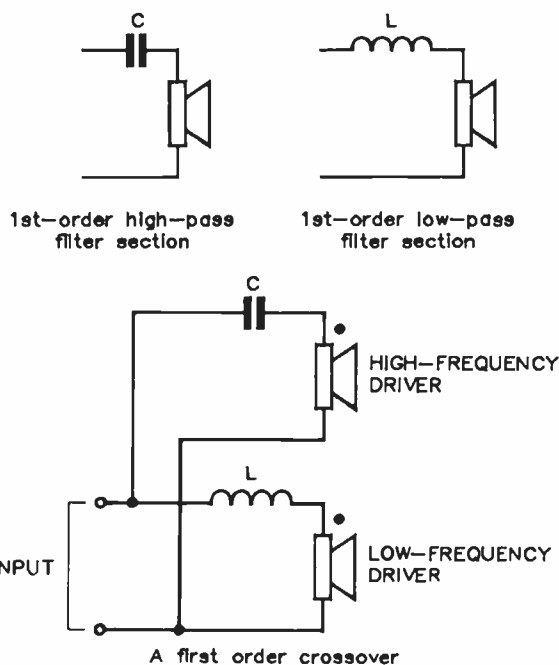 C
L
1st-order high-pass
filter section
1st-order low-pass
filter section
C
HIGH-FREQUENCY
DRIVER
L
NPUT
LOW-FREQUENCY
DRIVER
A first order crossover